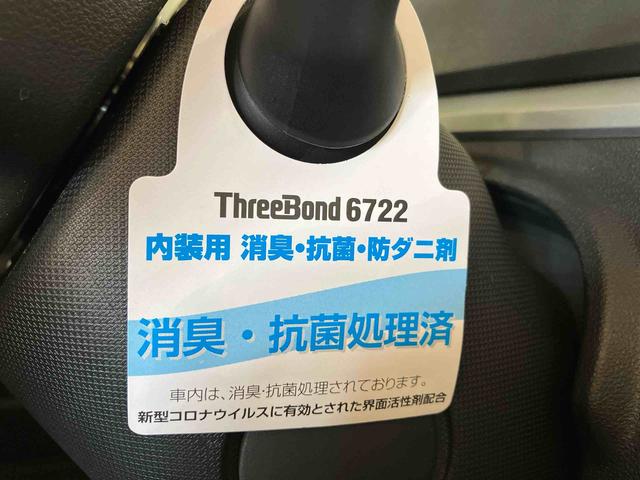 ThreeBond 6722
内装用 消臭・抗菌・防ダニ剤
消臭・抗菌処理済
車内は、消臭・抗菌処理されております。
新型コロナウイルスに有効とされた界面活性剤配合